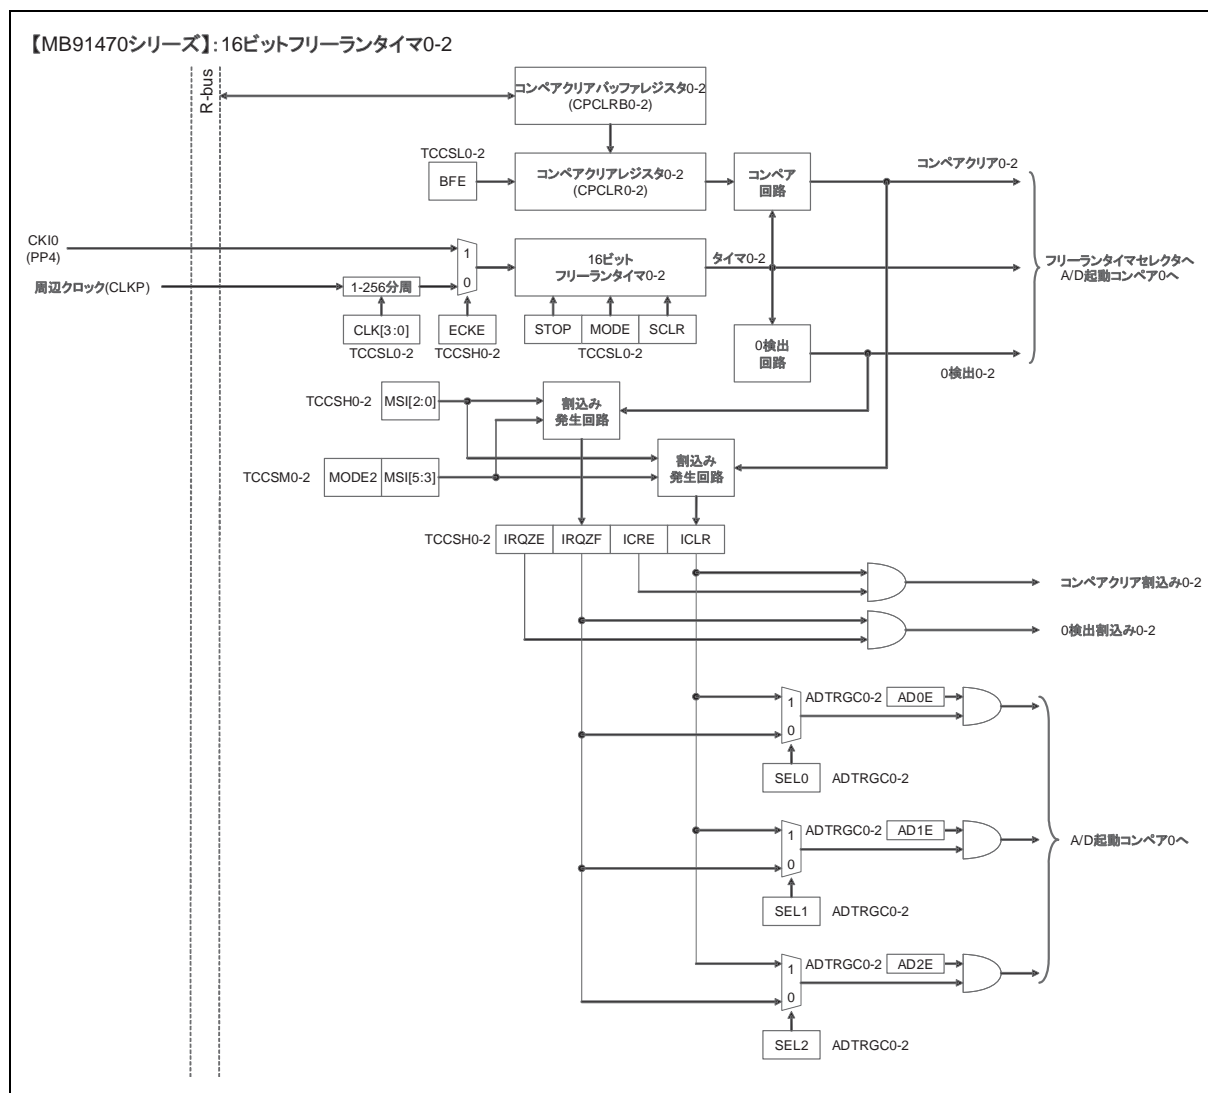 【MB91470シリーズ】: 16ビットフリーランタイマ0-2
R-bus
コンペアクリアバッファレジスタ0-2
(CPCLRB0-2)
TCCSL0-2
BFE
コンペアクリアレジスタ0-2
(CPCLR0-2)
コンペア
回路
コンペアクリア0-2
CKI0
(PP4)
周辺クロック(CLKP)
1-256分周
CLK[3:0]
TCCSL0-2
1
0
ECKE
TCCSH0-2
16ビット
フリーランタイマ0-2
STOP
MODE
SCLR
TCCSL0-2
タイマ0-2
フリーランタイマセレクタへ
A/D起動コンペア0へ
0検出
回路
0検出0-2
TCCSH0-2
MSI[2:0]
割込み
発生回路
TCCSM0-2
MODE2
MSI[5:3]
割込み
発生回路
TCCSH0-2
IRQZE
IRQZF
ICRE
ICLR
コンペアクリア割込み0-2
0検出割込み0-2
1
0
ADTRGC0-2
AD0E
SEL0
ADTRGC0-2
1
0
ADTRGC0-2
AD1E
A/D起動コンペア0へ
SEL1
ADTRGC0-2
1
0
ADTRGC0-2
AD2E
SEL2
ADTRGC0-2